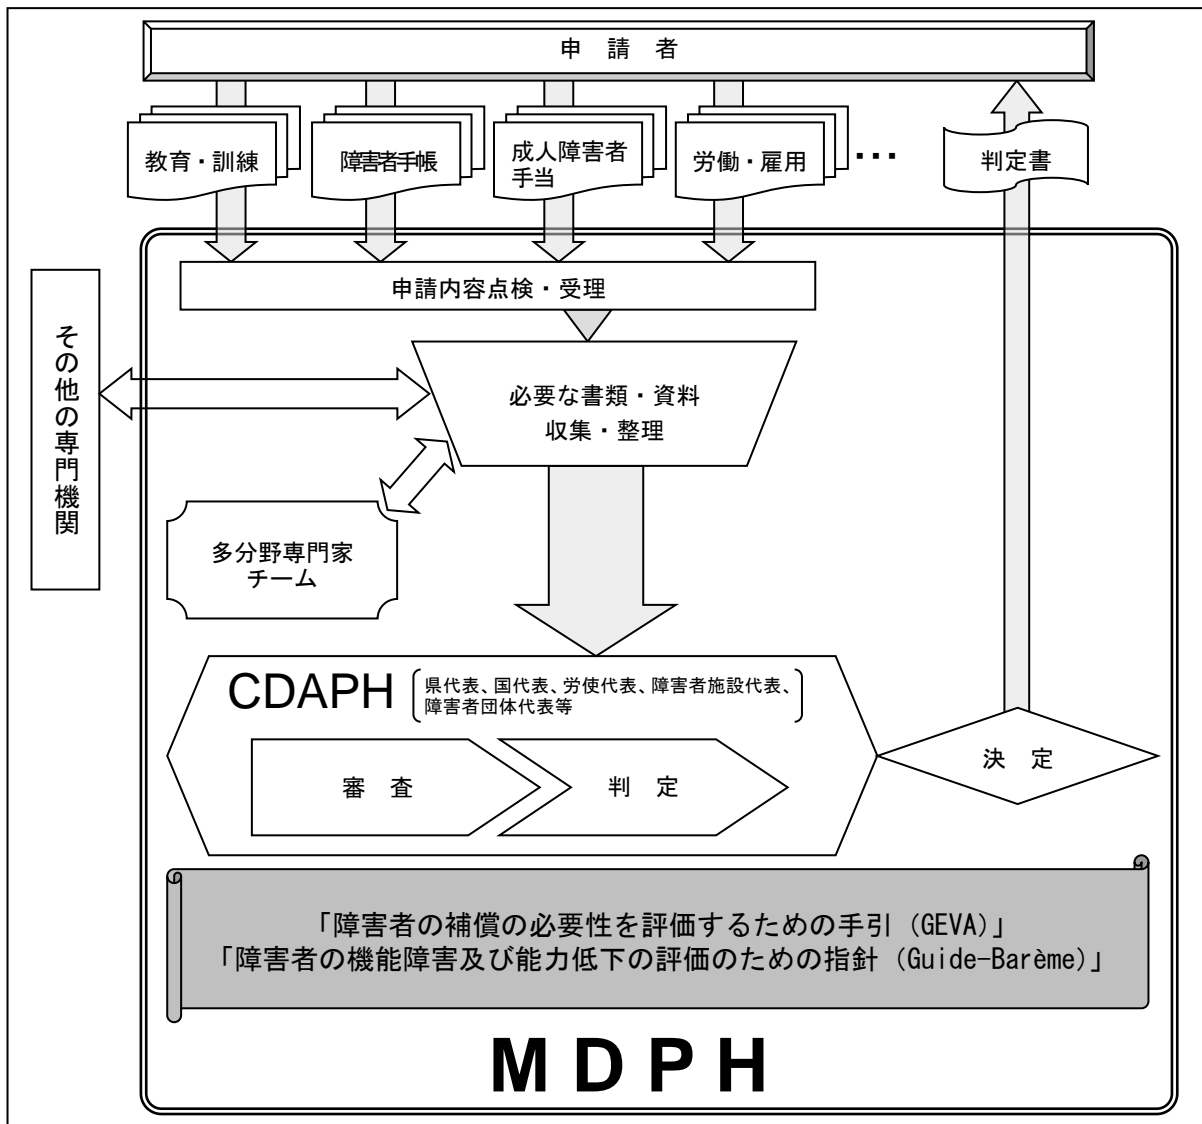 申 請 者
教育・訓練
障害者手帳
成人障害者
手当
労働・雇用
・・・
判定書
申請内容点検・受理
その他の専門機関
必要な書類・資料
収集・整理
多分野専門家
チーム
CDAPH
県代表、国代表、労使代表、障害者施設代表、
障害者団体代表等
審 査
判 定
決 定
「障害者の補償の必要性を評価するための手引（GEVA）」
「障害者の機能障害及び能力低下の評価のための指針（Guide-Barème）」
MDPH